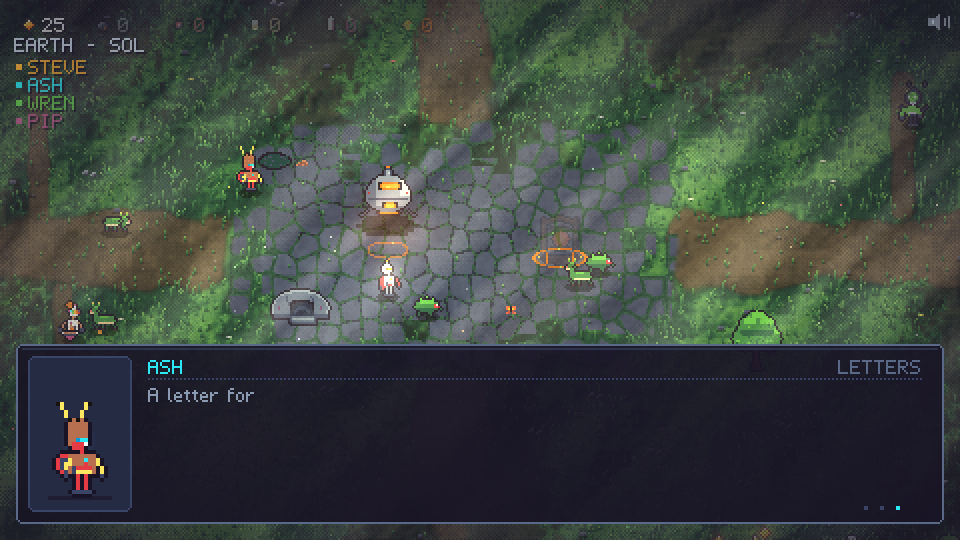 25 0 0 0 0 0
EARTH - SOL
STEVE
ASH
WREN
PIP
ASH
LETTERS
A letter for